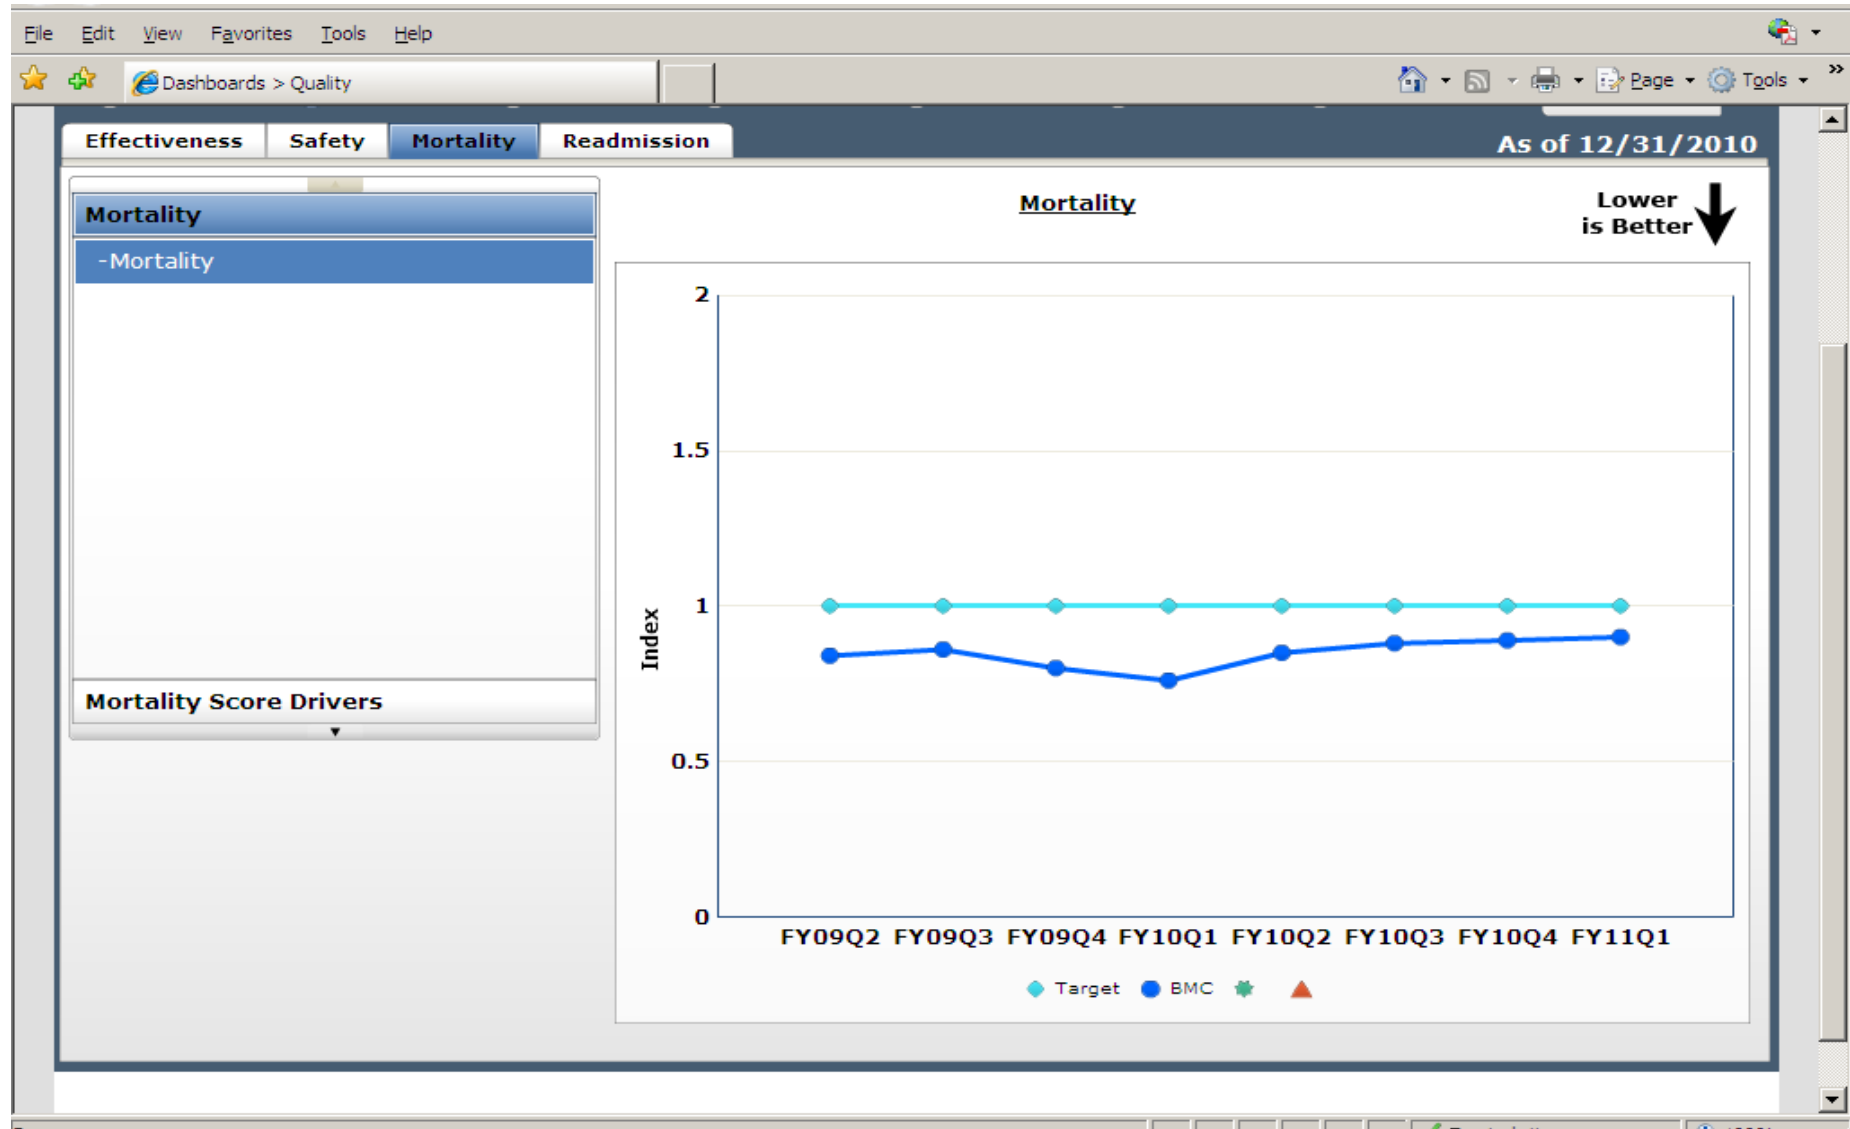 File Edit View Favorites Tools Help
Dashboards > Quality
Page Tools
Effectiveness Safety Mortality Readmission
As of 12/31/2010
Mortality
-Mortality
Mortality Score Drivers
Mortality
Lower
is Better
2
1.5
1
0.5
0
Index
FY09Q2 FY09Q3 FY09Q4 FY10Q1 FY10Q2 FY10Q3 FY10Q4 FY11Q1
Target BMC